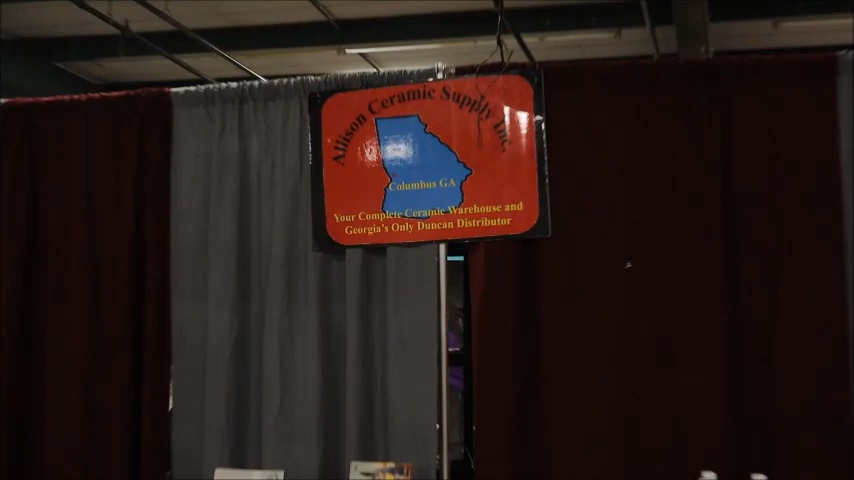 Allison Ceramic Supply Inc.
Columbus GA
Your Complete Ceramic Warehouse and
Georgia's Only Duncan Distributor